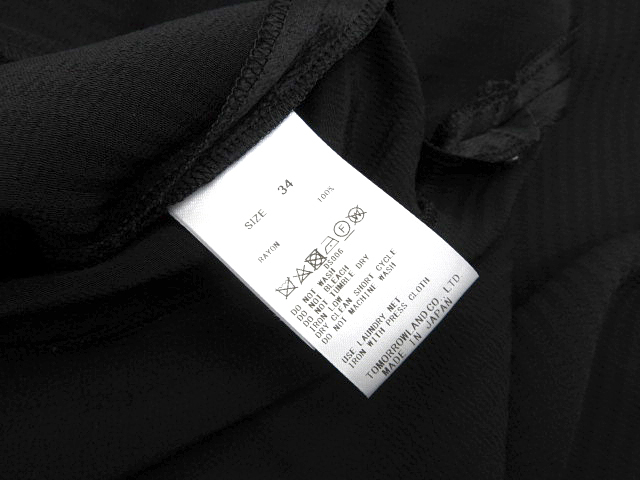 SIZE 34
RAYON 100%
DS006
DO NOT WASH
DO NOT BLEACH
DO NOT TUMBLE DRY
IRON LOW
DRY CLEAN SHORT CYCLE
DO NOT MACHINE WASH
USE LAUNDRY NET
IRON WITH PRESS CLOTH
TOMORROWLAND CO., LTD.
MADE IN JAPAN